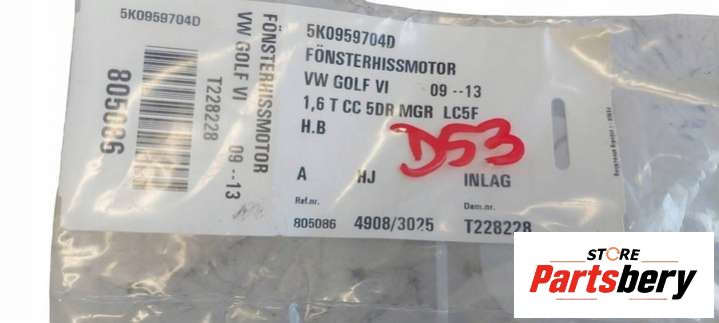 5K0959704D
FÖNSTERHISSMOTOR
VW GOLF VI 09 --13
T228228
805086
5K0959704D
FÖNSTERHISSMOTOR
VW GOLF VI 09 --13
1,6 T CC 5DR MGR LC5F
H.B
D53
A HJ INLAG
Ref.nr. Dem.nr.
805086 4908/3025 T228228
STORE
Partsbery